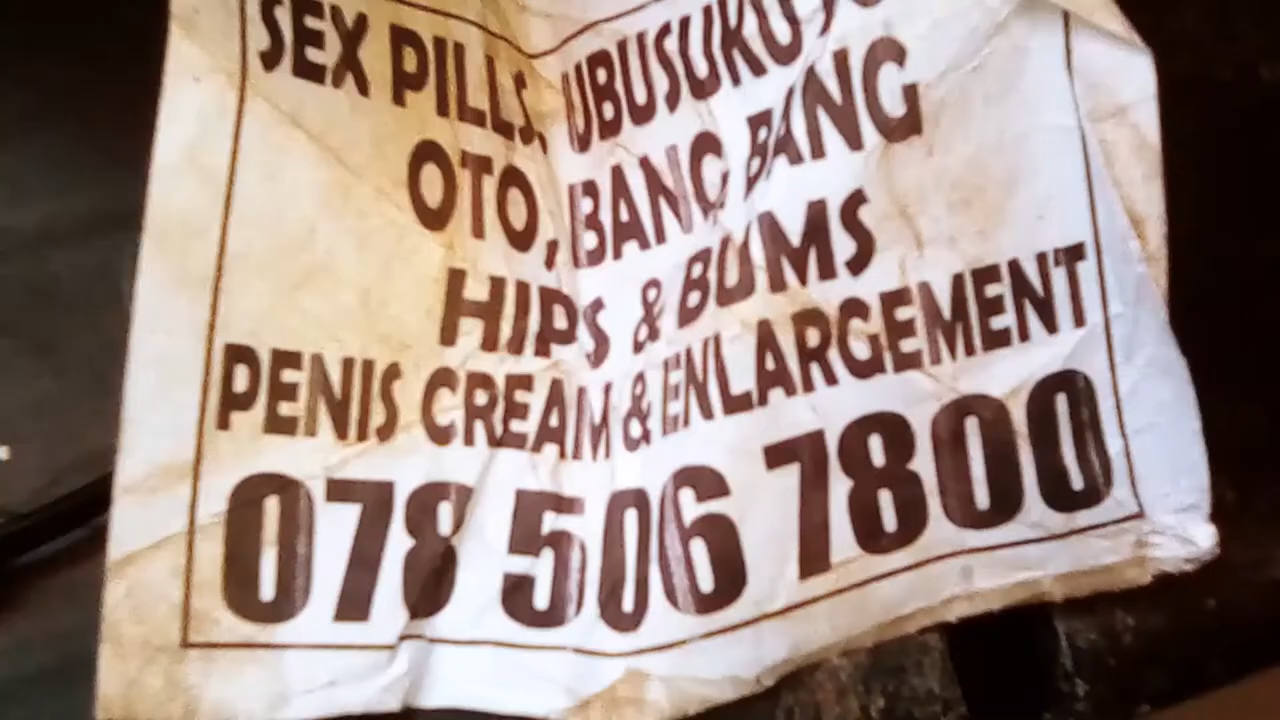 SEX PILLS, UBUSUKU
OTO, BANG BANG
HIPS & BUMS
PENIS CREAM & ENLARGEMENT
078 506 7800